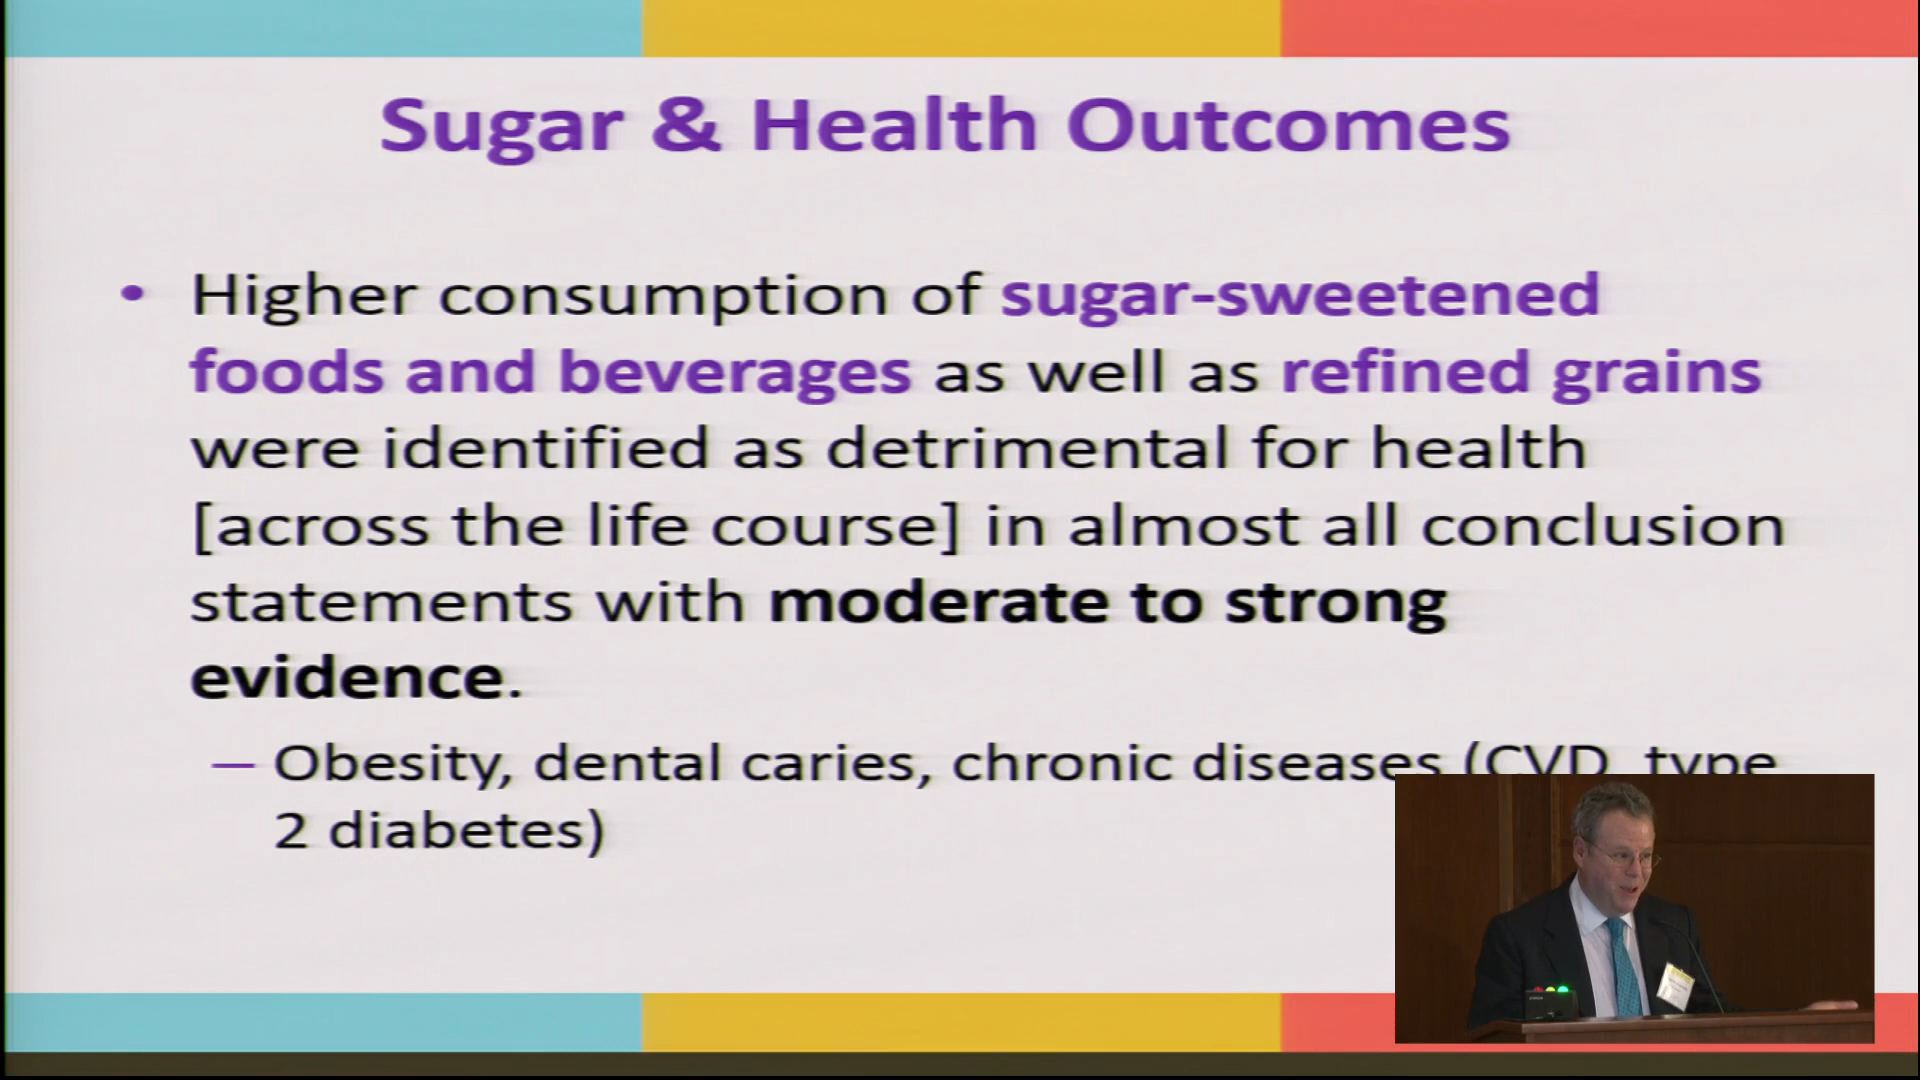 Sugar & Health Outcomes
• Higher consumption of sugar-sweetened
foods and beverages as well as refined grains
were identified as detrimental for health
[across the life course] in almost all conclusion
statements with moderate to strong
evidence.
– Obesity, dental caries, chronic diseases (CVD, type
2 diabetes)